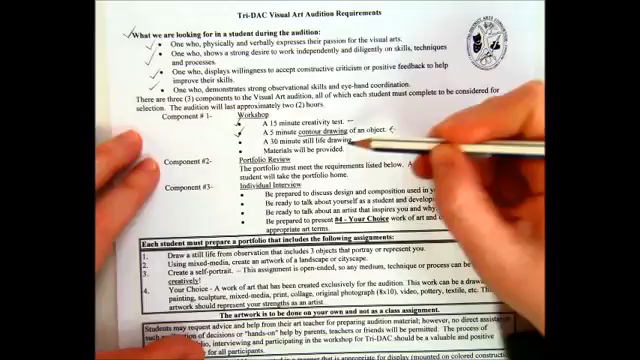 Tri-DAC Visual Art Audition Requirements
What we are looking for in a student during the audition:
One who, physically and verbally expresses their passion for the visual arts.
One who, shows a strong desire to work independently and diligently on skills, techniques
and processes.
One who, displays willingness to accept constructive criticism or positive feedback to help
improve their skills.
One who, demonstrates strong observational skills and eye-hand coordination.
There are three (3) components to the Visual Art audition, all of which each student must complete to be considered for
selection. The audition will last approximately two (2) hours.
Component # 1- Workshop
A 15 minute creativity test.
A 5 minute contour drawing of an object.
A 30 minute still life drawing
Materials will be provided.
Component #2- Portfolio Review
The portfolio must meet the requirements listed below. A
student will take the portfolio home.
Component #3- Individual Interview
Be prepared to discuss design and composition used in
Be ready to talk about yourself as a student and
Be ready to talk about an artist that inspires you and
Be prepared to present #4 - Your Choice work of art and
appropriate art terms.
Each student must prepare a portfolio that includes the following assignments:
1. Draw a still life from observation that includes 3 objects that portray or represent you.
2. Using mixed-media, create an artwork of a landscape or cityscape.
3. Create a self-portrait. – This assignment is open-ended, so any medium, technique or process can be
creatively!
4. Your Choice - A work of art has been created exclusively for the audition. This work can be a
painting, sculpture, mixed-media, print, collage, original photograph (8x10), video, pottery, textile, etc.
artwork should represent your strengths as an artist.
The artwork is to be done on your own and not as a class assignment.
Students may request advice and help from their art teacher for preparing audition material; however, no direct
such as alteration of decisions or "hands-on" help by parents, teachers or friends will be permitted. The process of
portfolio, interviewing and participating in the workshop for Tri-DAC should be a valuable and positive
for all participants.